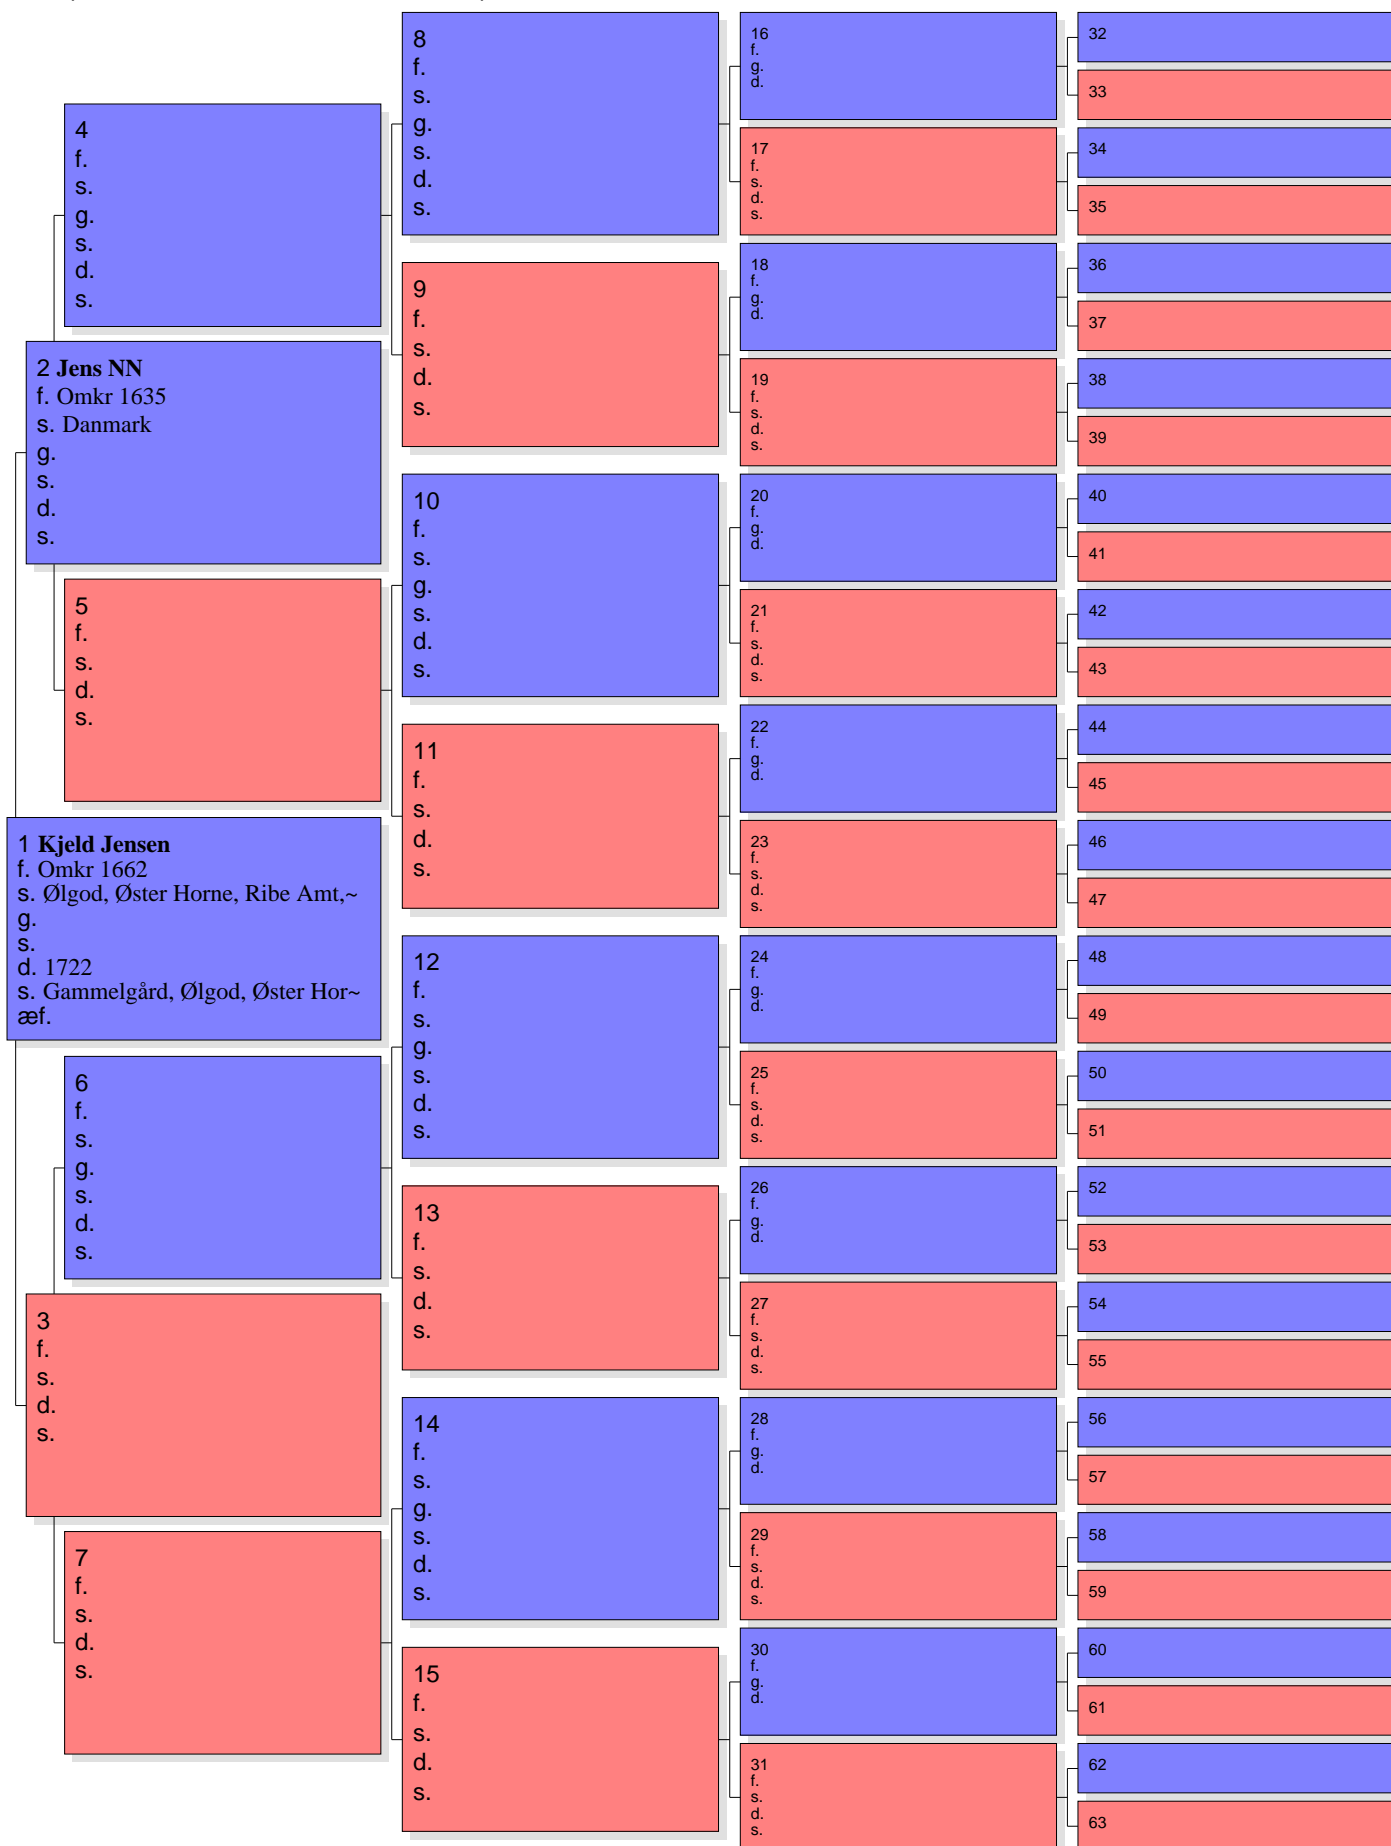 8
f.
s.
g.
s.
d.
s.
16
f.
g.
d.
32
33
4
f.
s.
g.
s.
d.
s.
17
f.
s.
d.
s.
34
35
9
f.
s.
d.
s.
18
f.
g.
d.
36
37
2 Jens NN
f. Omkr 1635
s. Danmark
g.
s.
d.
s.
19
f.
s.
d.
s.
38
39
10
f.
s.
g.
s.
d.
s.
20
f.
g.
d.
40
41
5
f.
s.
d.
s.
21
f.
s.
d.
s.
42
43
11
f.
s.
d.
s.
22
f.
g.
d.
44
45
1 Kjeld Jensen
f. Omkr 1662
s. Ølgod, Øster Horne, Ribe Amt,~
g.
s.
d. 1722
s. Gammelgård, Ølgod, Øster Hor~
æf.
23
f.
s.
d.
s.
46
47
12
f.
s.
g.
s.
d.
s.
24
f.
g.
d.
48
49
6
f.
s.
g.
s.
d.
s.
25
f.
s.
d.
s.
50
51
13
f.
s.
d.
s.
26
f.
g.
d.
52
53
3
f.
s.
d.
s.
27
f.
s.
d.
s.
54
55
14
f.
s.
g.
s.
d.
s.
28
f.
g.
d.
56
57
7
f.
s.
d.
s.
29
f.
s.
d.
s.
58
59
15
f.
s.
d.
s.
30
f.
g.
d.
60
61
31
f.
s.
d.
s.
62
63